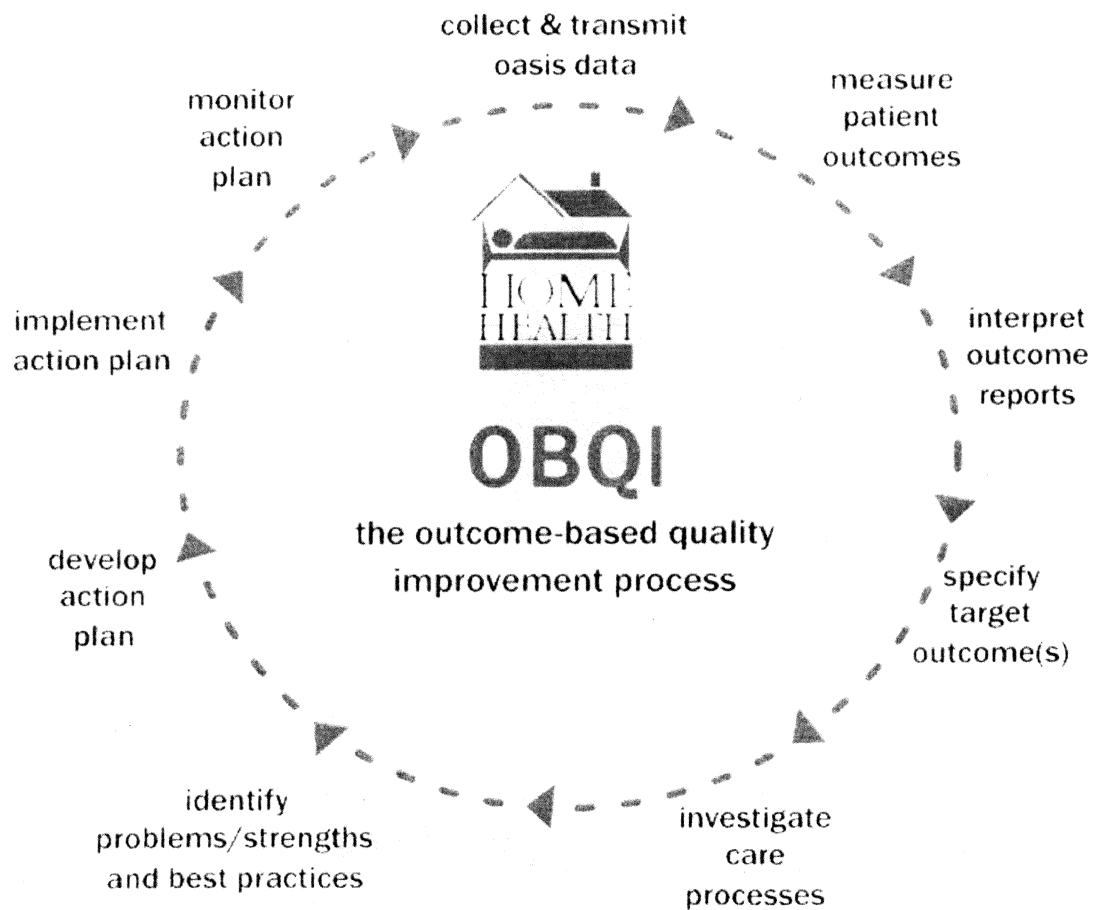 collect & transmit
oasis data
measure
patient
outcomes
interpret
outcome
reports
specify
target
outcome(s)
investigate
care
processes
identify
problems/strengths
and best practices
develop
action
plan
implement
action plan
monitor
action
plan
HOME
HEALTH
OBQI
the outcome-based quality
improvement process